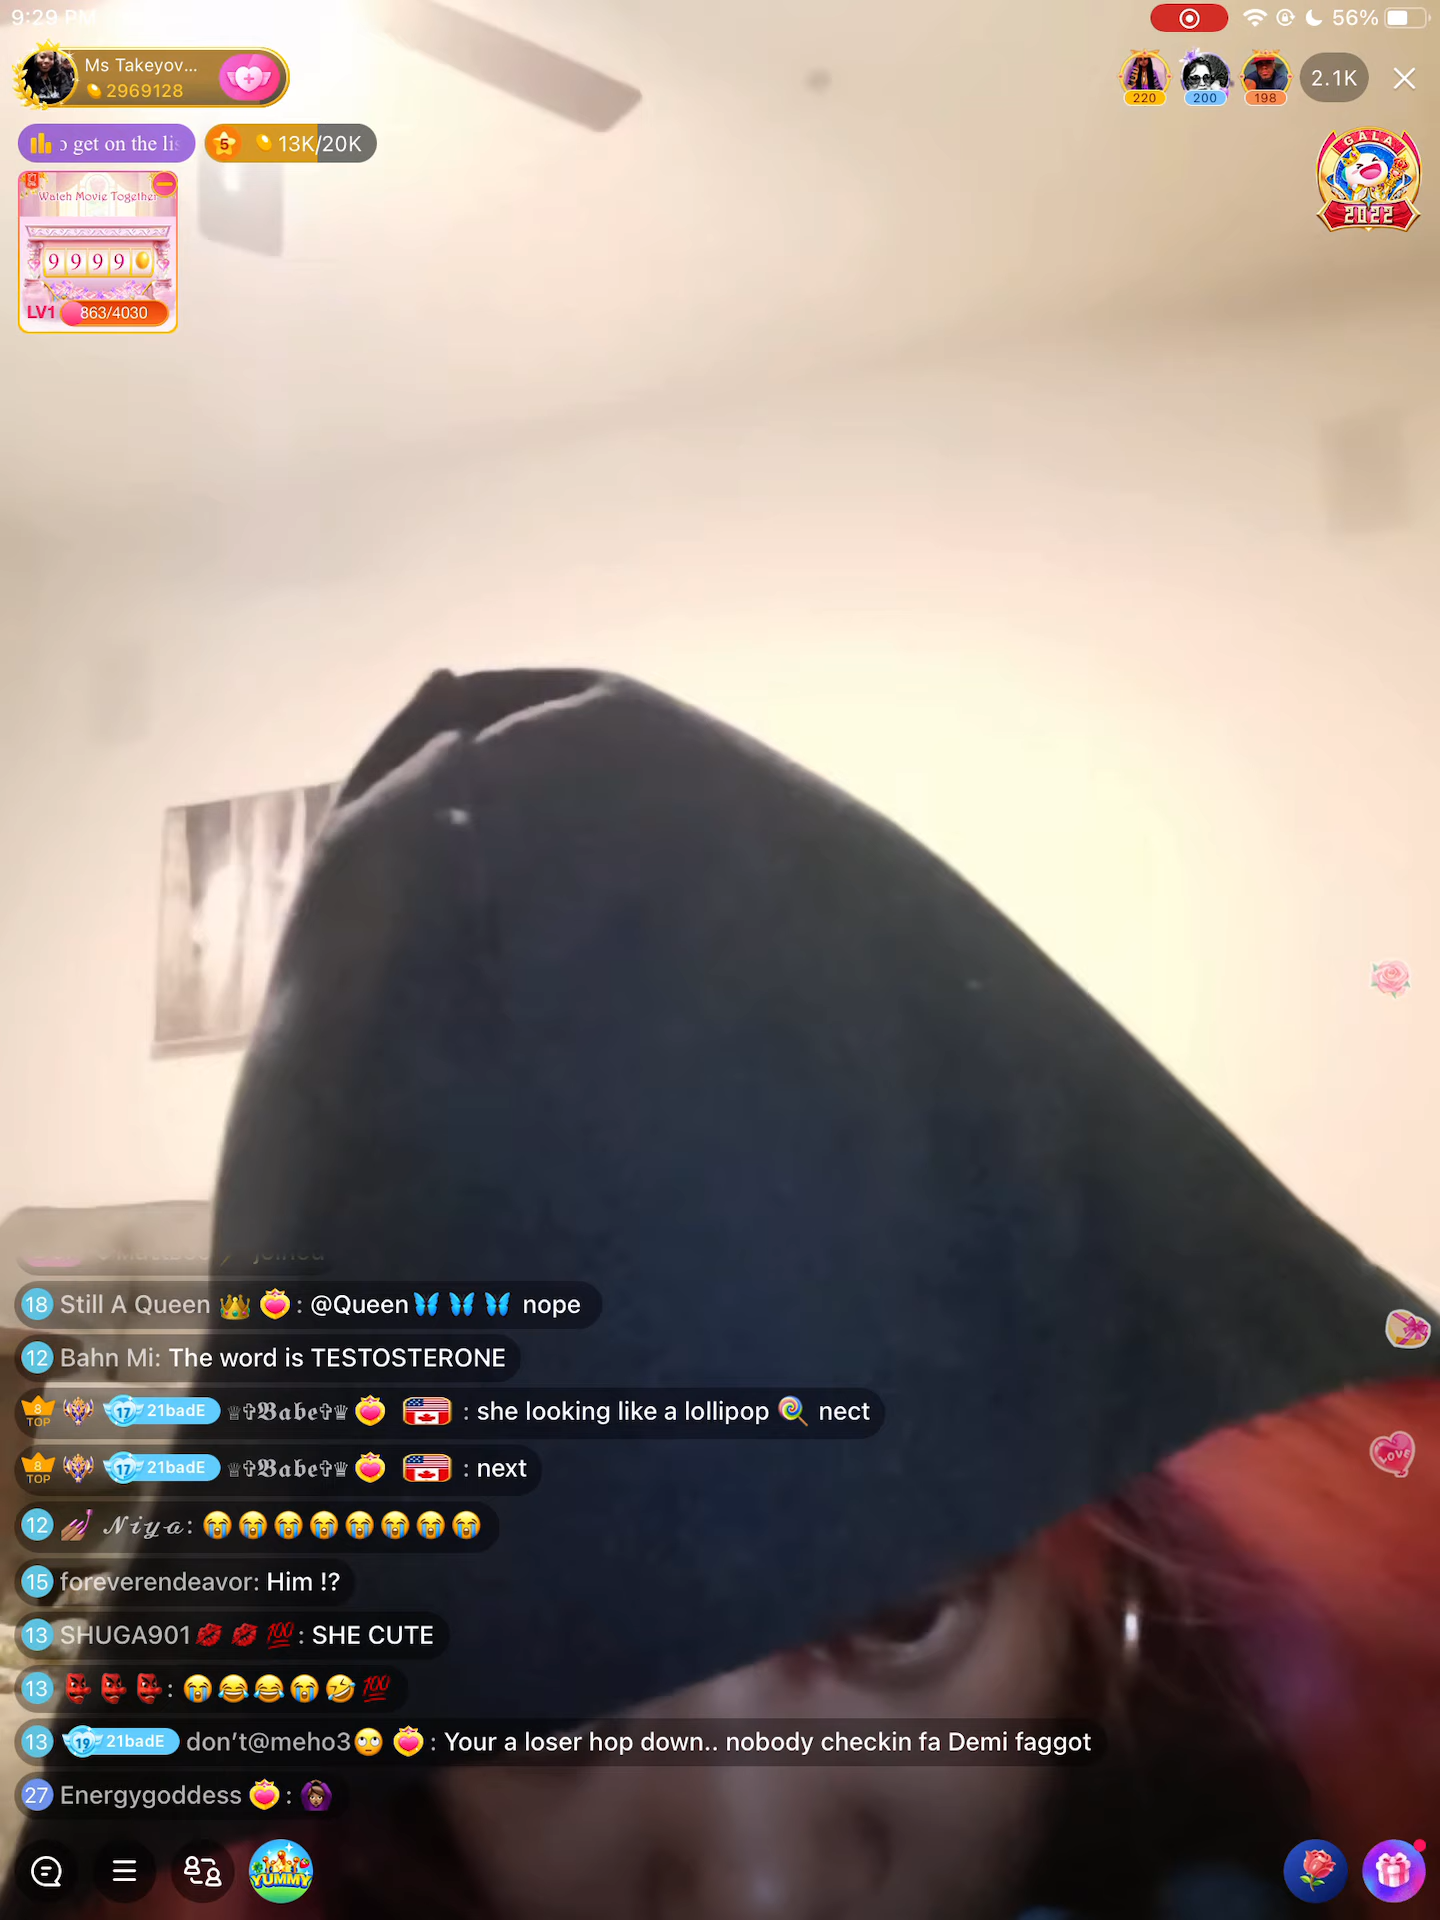 9:29 PM
56%
Ms Takeyov...
2969128
220
200
198
2.1K
get on the lis
5 13K/20K
GALA
2022
Watch Movie Together
9 9 9 9
LV1 863/4030
joined
18 Still A Queen 👑 : @Queen🦋 🦋 🦋 nope
12 Bahn Mi: The word is TESTOSTERONE
8 TOP 17 21badE ♕✞𝕭𝖆𝖇𝖊✞♕ : she looking like a lollipop 🍭 nect
8 TOP 17 21badE ♕✞𝕭𝖆𝖇𝖊✞♕ : next
12 💅🏽 𝓝𝓲𝔂𝓪: 😭😭😭😭😭😭😭😭
15 foreverendeavor: Him !?
13 SHUGA901💋 💋 💯 : SHE CUTE
13 👺 👺 👺 : 😭😂😂😭🤣💯
13 19 21badE don't@meho3🙄 : Your a loser hop down.. nobody checkin fa Demi faggot
27 Energygoddess : 🙆🏽‍♀️
LOVE
YUMMY